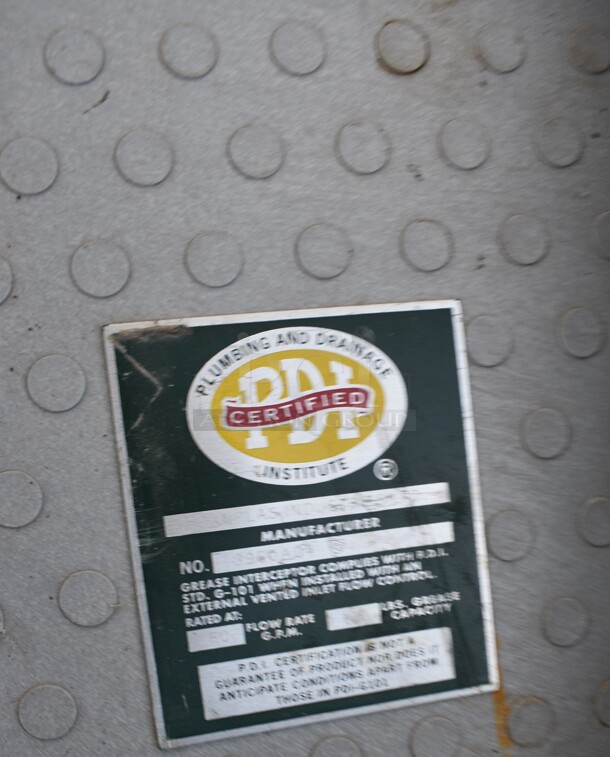 PLUMBING AND DRAINAGE
PDI
CERTIFIED
INSTITUTE
®
MANUFACTURER
NO.
GREASE INTERCEPTOR COMPLIES WITH P.D.I.
STD. G-101 WHEN INSTALLED WITH AN
EXTERNAL VENTED INLET FLOW CONTROL.
RATED AT:
FLOW RATE
G.P.M.
LBS. GREASE
CAPACITY
P.D.I. CERTIFICATION IS NOT A
GUARANTEE OF PRODUCT NOR DOES IT
ANTICIPATE CONDITIONS APART FROM
THOSE IN PDI-G101